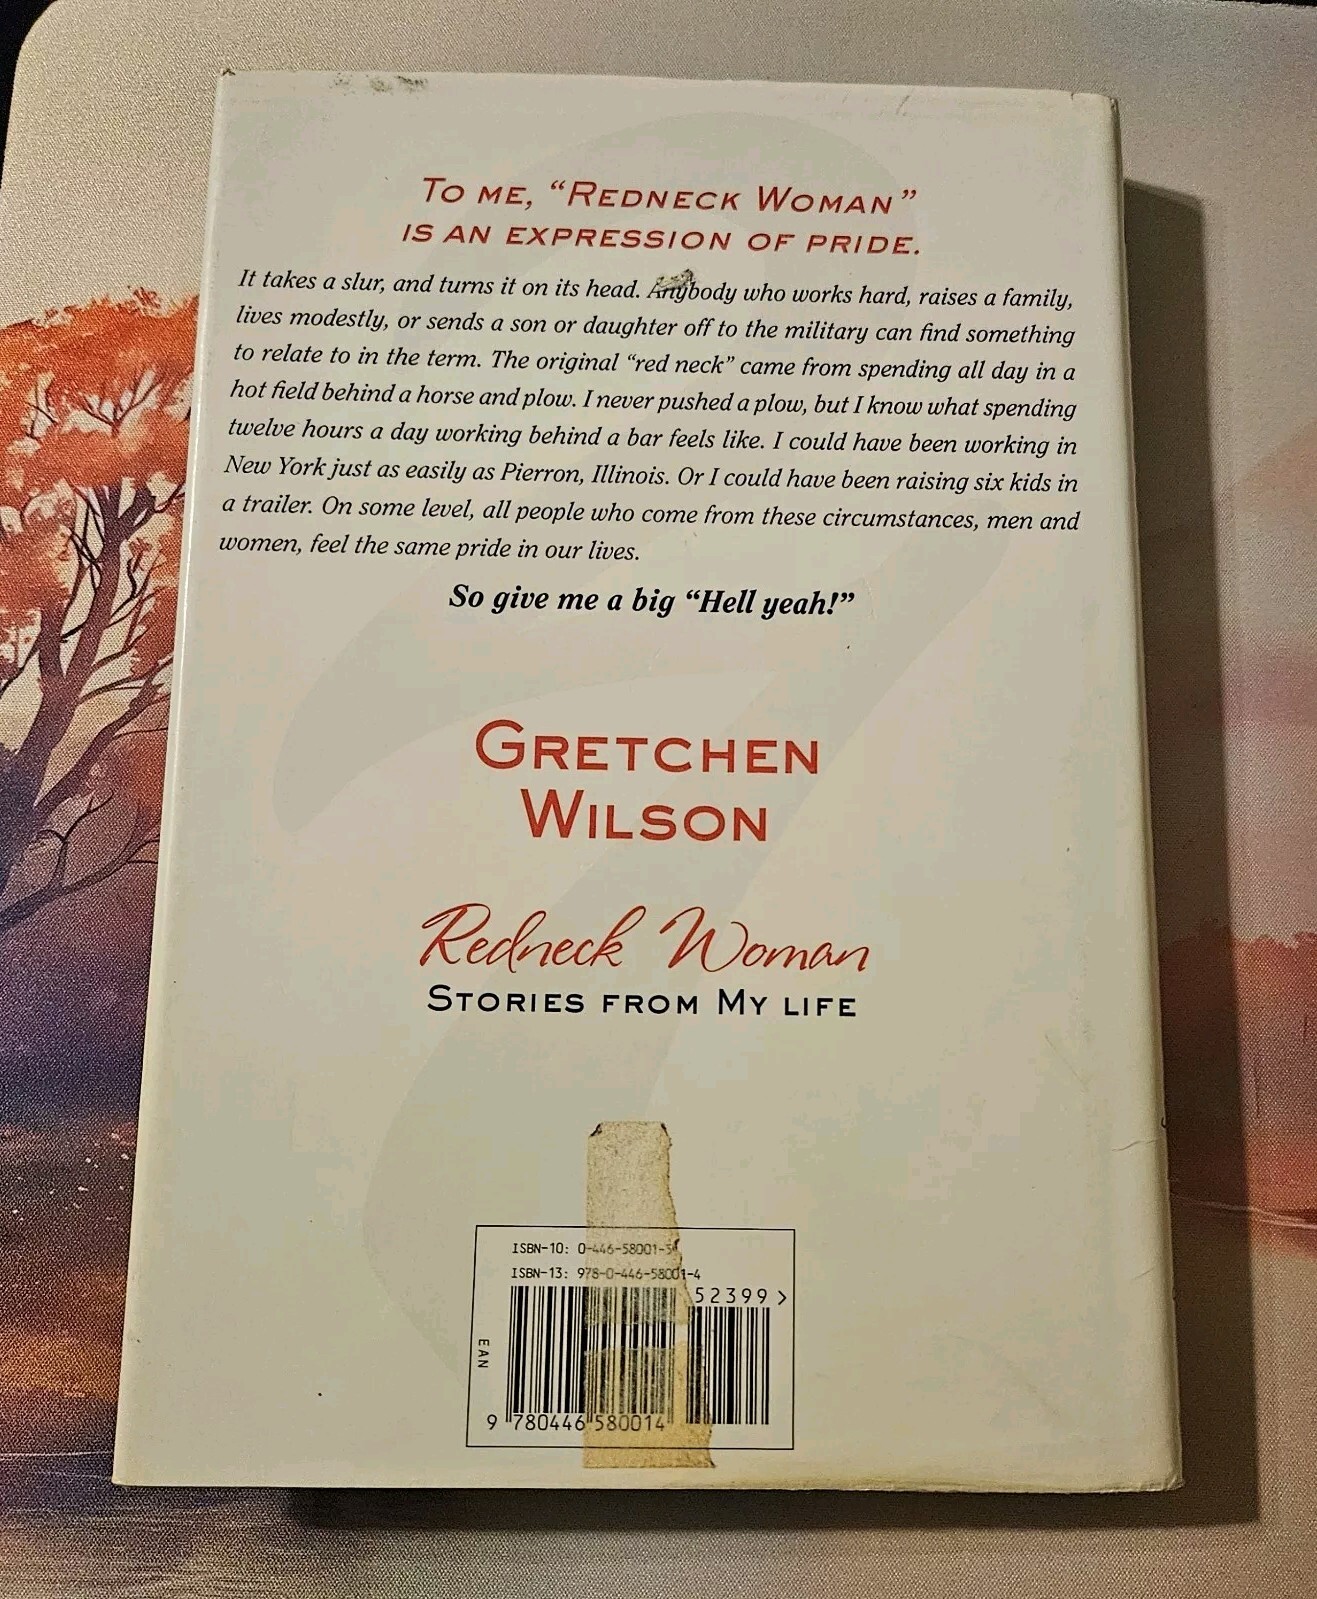 To me, “Redneck Woman”
is an expression of pride.
It takes a slur, and turns it on its head. Anybody who works hard, raises a family,
lives modestly, or sends a son or daughter off to the military can find something
to relate to in the term. The original “red neck” came from spending all day in a
hot field behind a horse and plow. I never pushed a plow, but I know what spending
twelve hours a day working behind a bar feels like. I could have been working in
New York just as easily as Pierron, Illinois. Or I could have been raising six kids in
a trailer. On some level, all people who come from these circumstances, men and
women, feel the same pride in our lives.
So give me a big “Hell yeah!”
Gretchen
Wilson
Redneck Woman
Stories from My life
ISBN-10: 0-446-58001-
ISBN-13: 978-0-446-58001-4
52399 >
EAN
9 780446 580014